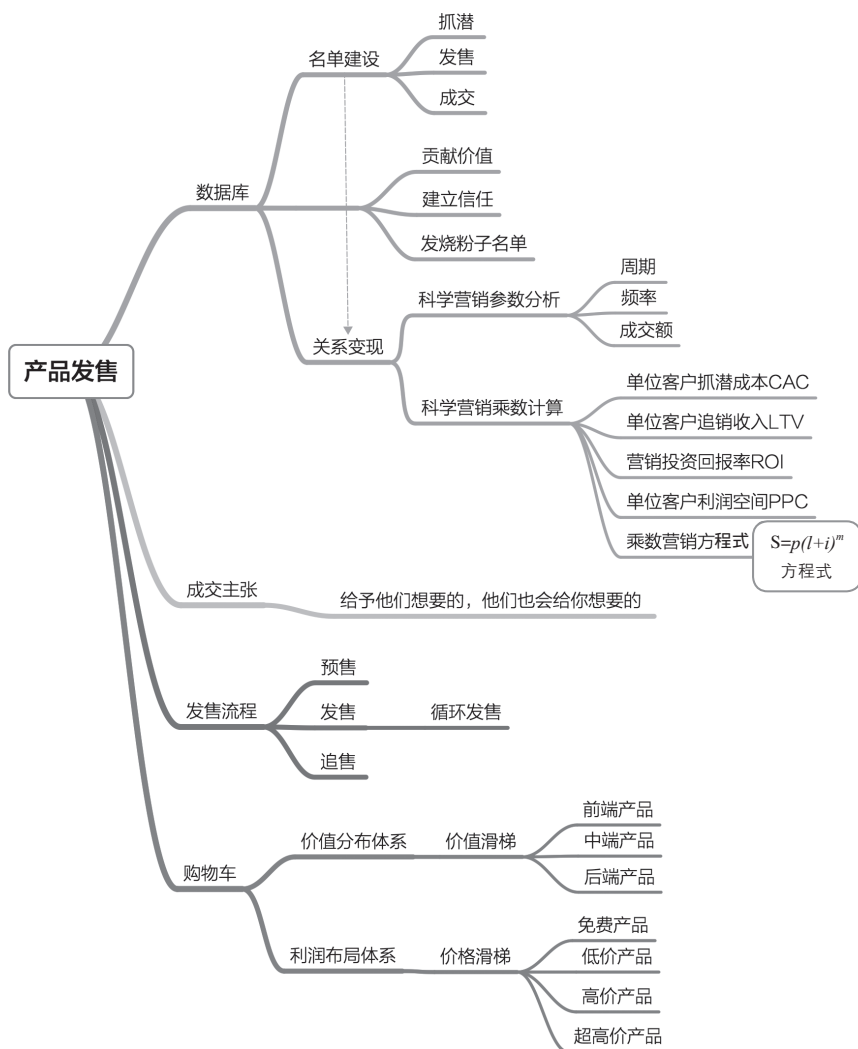 产品发售
数据库
名单建设
抓潜
发售
成交
贡献价值
建立信任
发烧粉子名单
关系变现
科学营销参数分析
周期
频率
成交额
科学营销乘数计算
单位客户抓潜成本CAC
单位客户追销收入LTV
营销投资回报率ROI
单位客户利润空间PPC
乘数营销方程式
S=p(l+i)^m
方程式
成交主张
给予他们想要的，他们也会给你想要的
发售流程
预售
发售
循环发售
追售
购物车
价值分布体系
价值滑梯
前端产品
中端产品
后端产品
利润布局体系
价格滑梯
免费产品
低价产品
高价产品
超高价产品